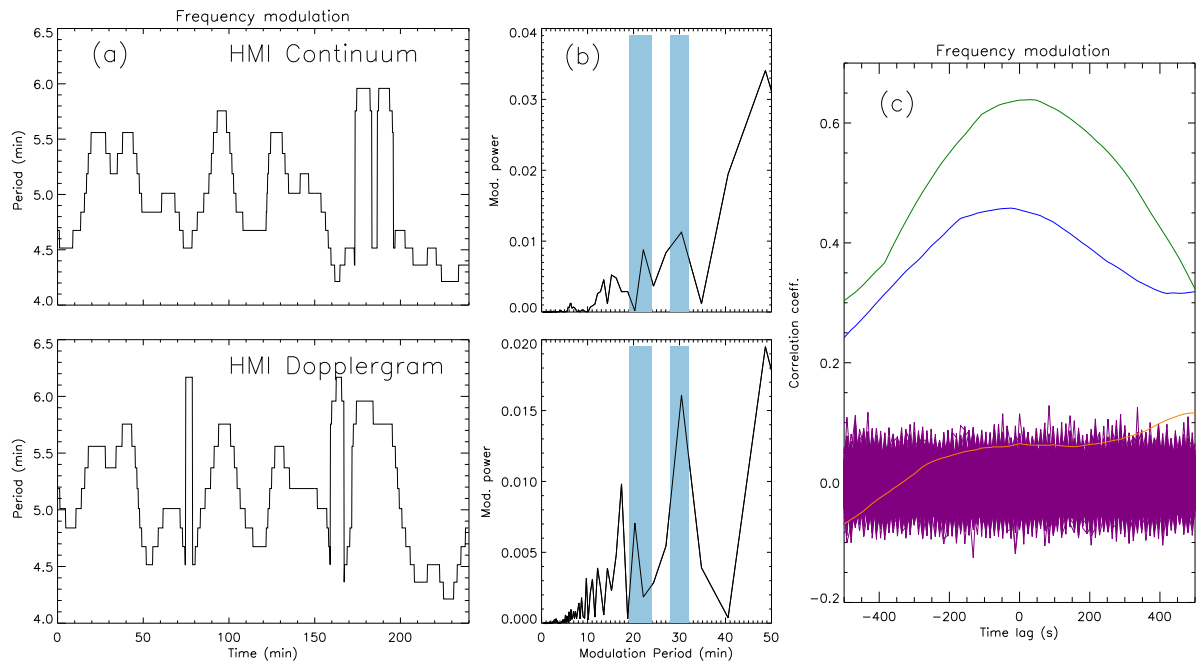 Frequency modulation
(a) HMI Continuum
6.5
6.0
5.5
5.0
4.5
4.0
Period (min)
HMI Dopplergram
6.5
6.0
5.5
5.0
4.5
4.0
Period (min)
0 50 100 150 200
Time (min)
(b)
0.04
0.03
0.02
0.01
0.00
Mod. power
0.020
0.015
0.010
0.005
0.000
Mod. power
0 10 20 30 40 50
Modulation Period (min)
Frequency modulation
(c)
0.6
0.4
0.2
0.0
−0.2
Correlation coeff.
−400 −200 0 200 400
Time lag (s)